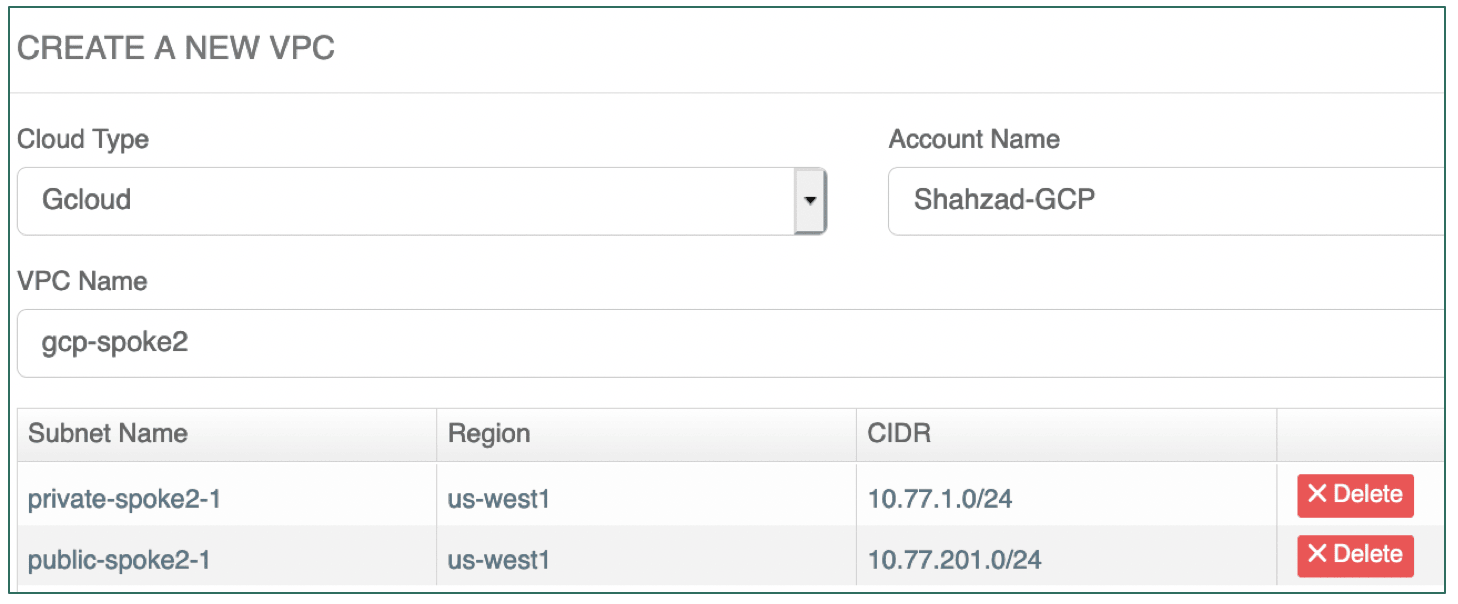 CREATE A NEW VPC
Cloud Type Account Name
Gcloud Shahzad-GCP
VPC Name
gcp-spoke2
Subnet Name Region CIDR
private-spoke2-1 us-west1 10.77.1.0/24 Delete
public-spoke2-1 us-west1 10.77.201.0/24 Delete